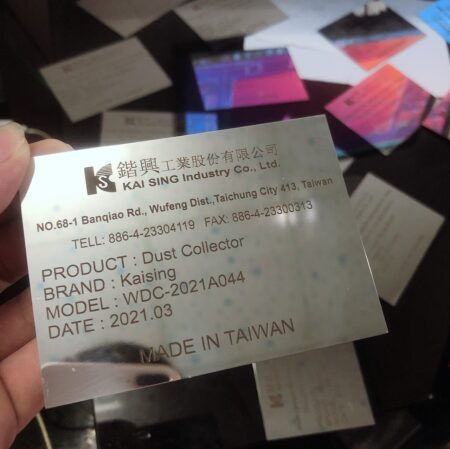 KS 鍇興工業股份有限公司
KAI SING Industry Co., Ltd.
NO.68-1 Banqiao Rd., Wufeng Dist.,Taichung City 413, Taiwan
TELL: 886-4-23304119 FAX: 886-4-23300313
PRODUCT : Dust Collector
BRAND : Kaising
MODEL : WDC-2021A044
DATE : 2021.03
MADE IN TAIWAN